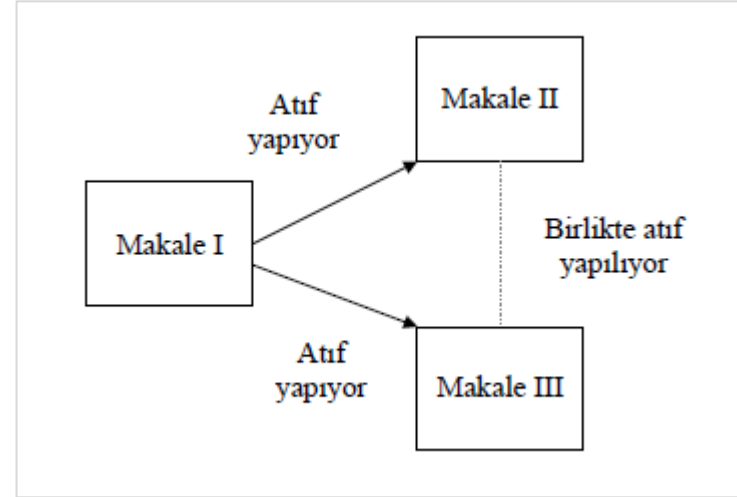 Makale II
Atıf
yapıyor
Makale I
Birlikte atıf
yapılıyor
Atıf
yapıyor
Makale III